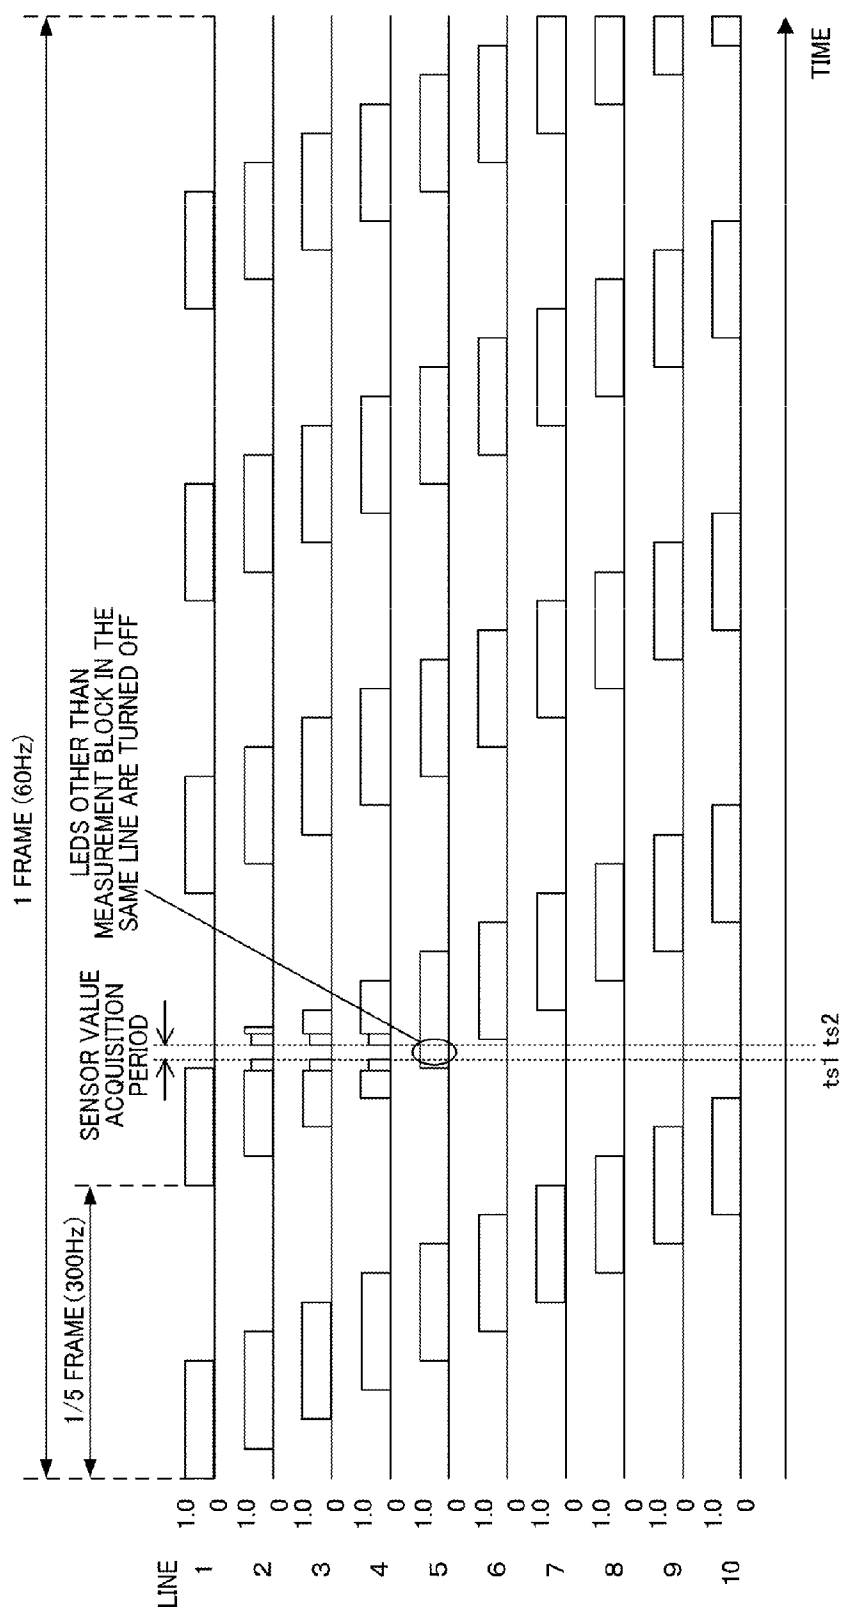 1 FRAME (60Hz)
1/5 FRAME (300Hz)
SENSOR VALUE
ACQUISITION
PERIOD
LEDS OTHER THAN
MEASUREMENT BLOCK IN THE
SAME LINE ARE TURNED OFF
LINE
1
1.0
0
2
1.0
0
3
1.0
0
4
1.0
0
5
1.0
0
6
1.0
0
7
1.0
0
8
1.0
0
9
1.0
0
10
1.0
0
ts1 ts2
TIME